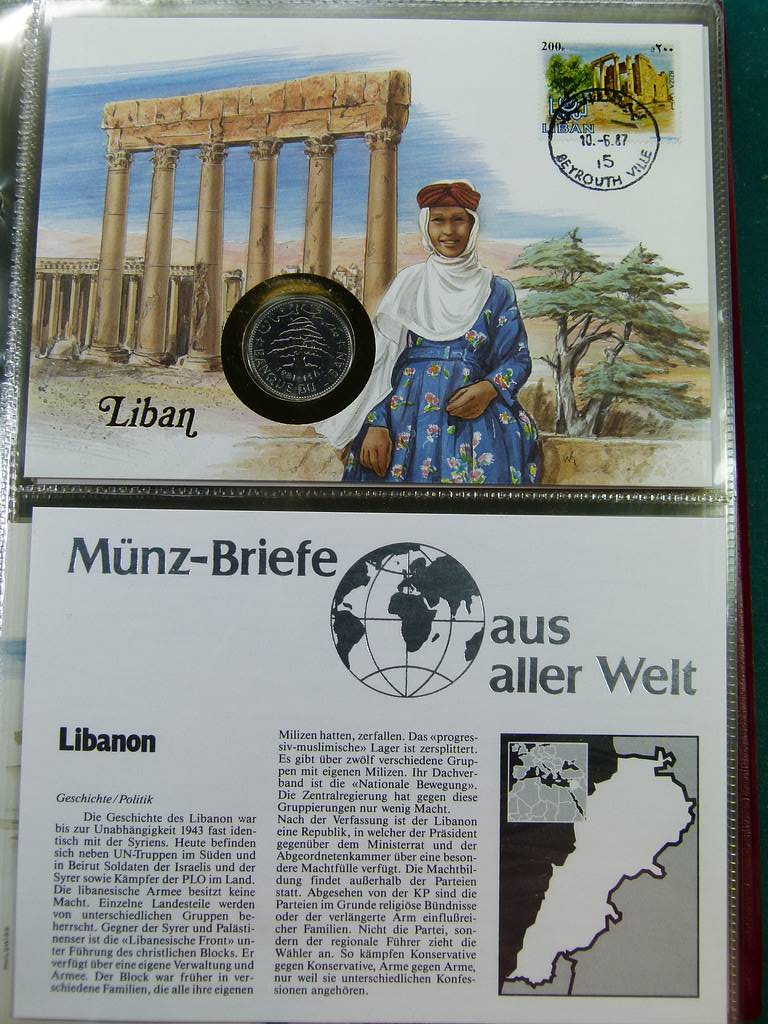 200P ٢٠٠
NIZHA
LIBAN
10.-6.87
15
BEYROUTH VILLE
BANQUE DU
Liban
Münz-Briefe
aus
aller Welt
Libanon
Geschichte/Politik
Die Geschichte des Libanon war
bis zur Unabhängigkeit 1943 fast iden-
tisch mit der Syriens. Heute befinden
sich neben UN-Truppen im Süden und
in Beirut Soldaten der Israelis und der
Syrer sowie Kämpfer der PLO im Land.
Die libanesische Armee besitzt keine
Macht. Einzelne Landesteile werden
von unterschiedlichen Gruppen be-
herrscht. Gegner der Syrer und Palästi-
nenser ist die «Libanesische Front» un-
ter Führung des christlichen Blocks. Er
verfügt über eine eigene Verwaltung und
Armee. Der Block war früher in ver-
schiedene Familien, die alle ihre eigenen
Milizen hatten, zerfallen. Das «progres-
siv-muslimische» Lager ist zersplittert.
Es gibt über zwölf verschiedene Grup-
pen mit eigenen Milizen. Ihr Dachver-
band ist die «Nationale Bewegung».
Die Zentralregierung hat gegen diese
Gruppierungen nur wenig Macht.
Nach der Verfassung ist der Libanon
eine Republik, in welcher der Präsident
gegenüber dem Ministerrat und der
Abgeordnetenkammer über eine beson-
dere Machtfülle verfügt. Die Machtbil-
dung findet außerhalb der Parteien
statt. Abgesehen von der KP sind die
Parteien im Grunde religiöse Bündnisse
oder der verlängerte Arm einflußrei-
cher Familien. Nicht die Partei, son-
dern der regionale Führer zieht die
Wähler an. So kämpfen Konservative
gegen Konservative, Arme gegen Arme,
nur weil sie unterschiedlichen Konfes-
sionen angehören.